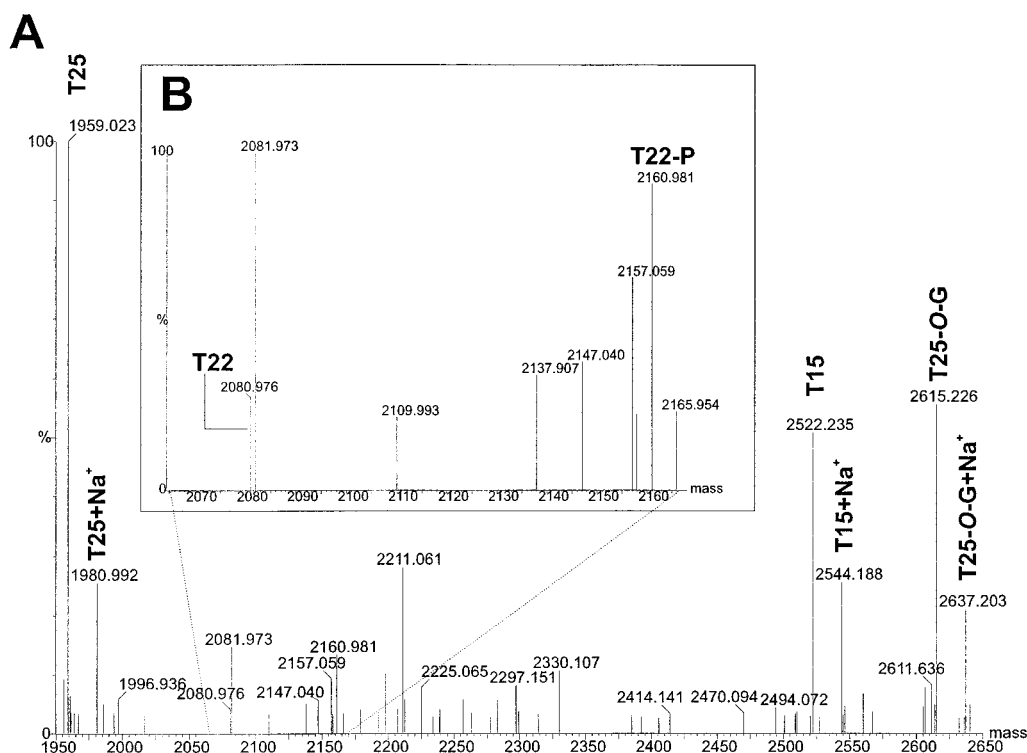 A
T25
1959.023
100
%
T25+Na+
1980.992
B
100
2081.973
%
T22
2080.976
2109.993
2137.907
2147.040
2157.059
T22-P
2160.981
2165.954
0
2070 2080 2090 2100 2110 2120 2130 2140 2150 2160 mass
T15
2522.235
T15+Na+
2544.188
T25-O-G
2615.226
T25-O-G+Na+
2637.203
1996.936
2081.973
2080.976
2147.040
2157.059
2160.981
2211.061
2225.065
2297.151
2330.107
2414.141
2470.094
2494.072
2611.636
0
1950 2000 2050 2100 2150 2200 2250 2300 2350 2400 2450 2500 2550 2600 2650
mass